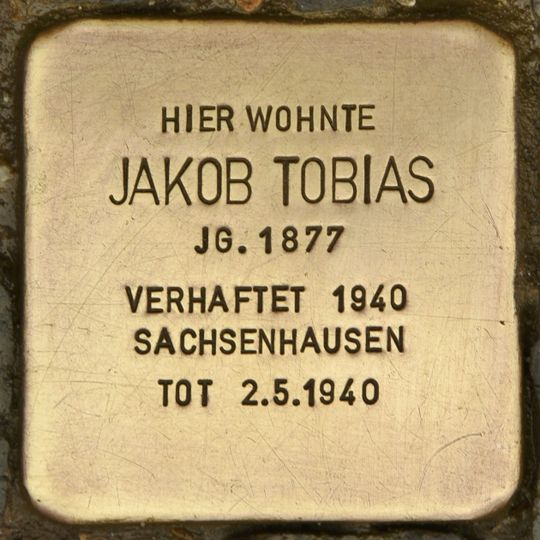 HIER WOHNTE
JAKOB TOBIAS
JG. 1877
VERHAFTET 1940
SACHSENHAUSEN
TOT 2.5.1940